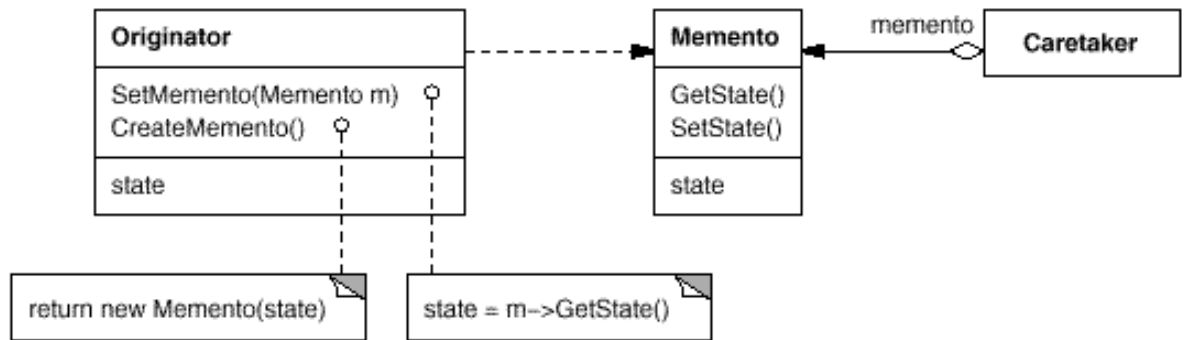 Originator
SetMemento(Memento m)
CreateMemento()
state
return new Memento(state)
state = m->GetState()
Memento
GetState()
SetState()
state
memento
Caretaker